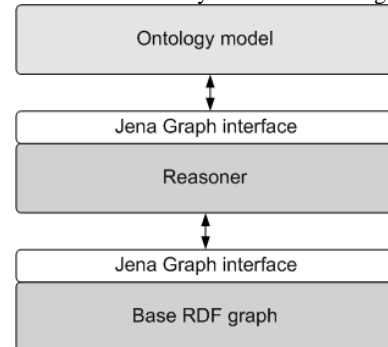 Ontology model
Jena Graph interface
Reasoner
Jena Graph interface
Base RDF graph